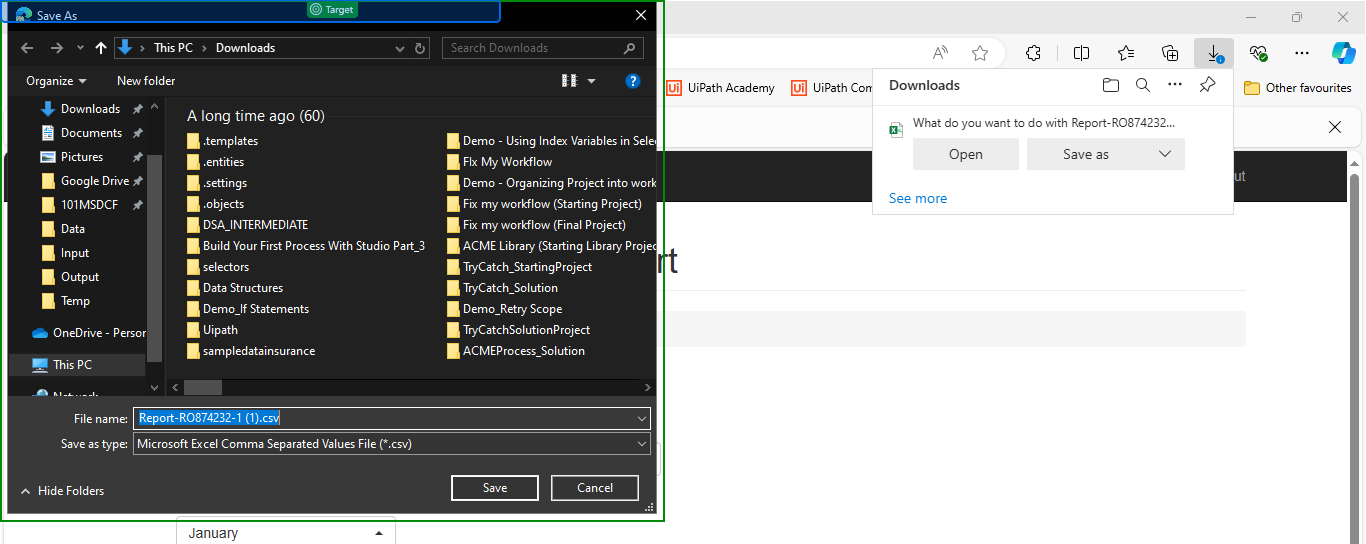 Save As
Target
This PC
Downloads
Search Downloads
Organize
New folder
Downloads
Documents
Pictures
Google Drive
101MSDCF
Data
Input
Output
Temp
OneDrive - Person
This PC
Network
A long time ago (60)
.templates
.entities
.settings
.objects
DSA_INTERMEDIATE
Build Your First Process With Studio Part_3
selectors
Data Structures
Demo_If Statements
Uipath
sampledatainsurance
Demo - Using Index Variables in Selec
FIx My Workflow
Demo - Organizing Project into work
Fix my workflow (Starting Project)
Fix my workflow (Final Project)
ACME Library (Starting Library Projec
TryCatch_StartingProject
TryCatch_Solution
Demo_Retry Scope
TryCatchSolutionProject
ACMEProcess_Solution
File name: Report-RO874232-1 (1).csv
Save as type: Microsoft Excel Comma Separated Values File (*.csv)
Hide Folders
Save
Cancel
Ui UiPath Academy
Ui UiPath Com
Other favourites
Downloads
What do you want to do with Report-RO874232...
Open
Save as
See more
ut
rt
January